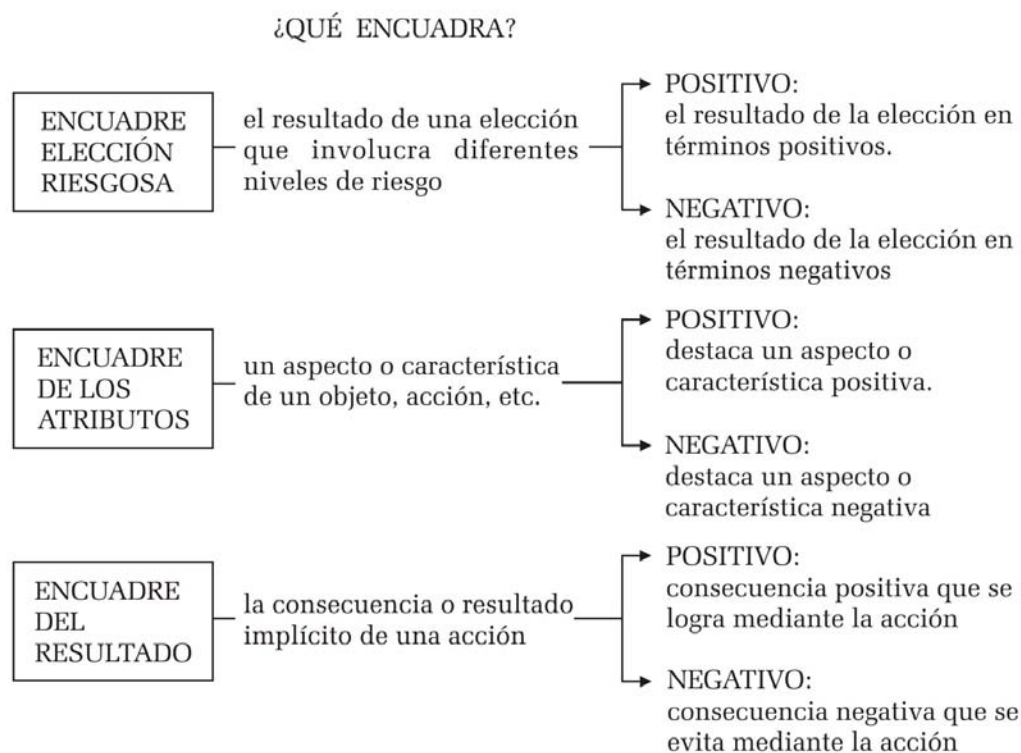 ¿QUÉ ENCUADRA?
ENCUADRE
ELECCIÓN
RIESGOSA
el resultado de una elección
que involucra diferentes
niveles de riesgo
POSITIVO:
el resultado de la elección en
términos positivos.
NEGATIVO:
el resultado de la elección en
términos negativos
ENCUADRE
DE LOS
ATRIBUTOS
un aspecto o característica
de un objeto, acción, etc.
POSITIVO:
destaca un aspecto o
característica positiva.
NEGATIVO:
destaca un aspecto o
característica negativa
ENCUADRE
DEL
RESULTADO
la consecuencia o resultado
implícito de una acción
POSITIVO:
consecuencia positiva que se
logra mediante la acción
NEGATIVO:
consecuencia negativa que se
evita mediante la acción